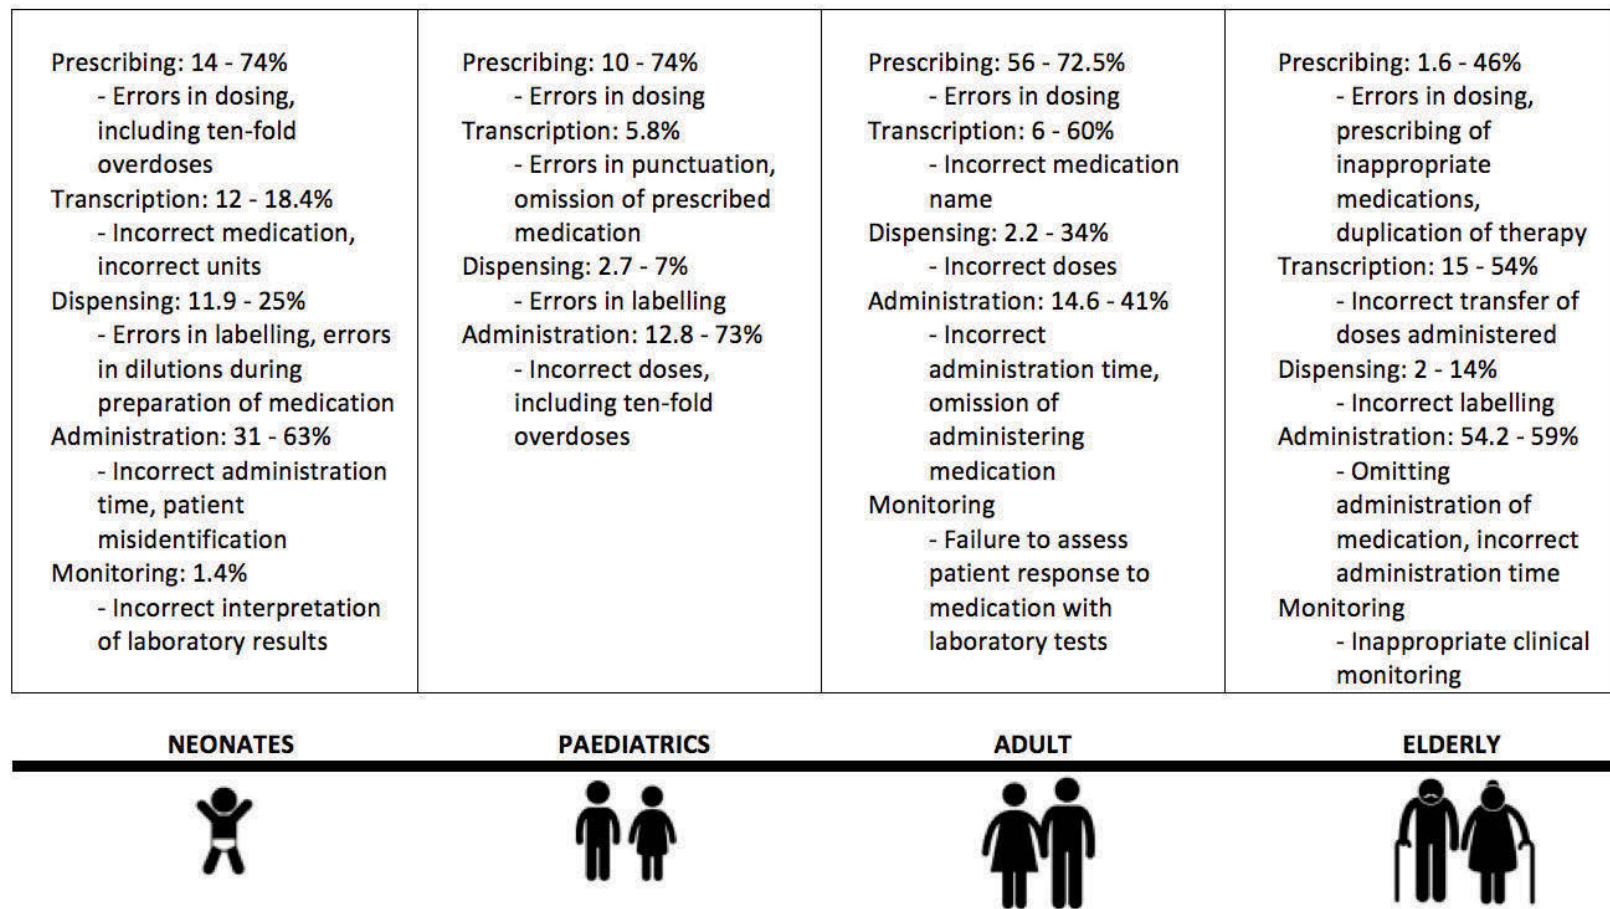 Prescribing: 14 - 74%
- Errors in dosing,
including ten-fold
overdoses
Transcription: 12 - 18.4%
- Incorrect medication,
incorrect units
Dispensing: 11.9 - 25%
- Errors in labelling, errors
in dilutions during
preparation of medication
Administration: 31 - 63%
- Incorrect administration
time, patient
misidentification
Monitoring: 1.4%
- Incorrect interpretation
of laboratory results
Prescribing: 10 - 74%
- Errors in dosing
Transcription: 5.8%
- Errors in punctuation,
omission of prescribed
medication
Dispensing: 2.7 - 7%
- Errors in labelling
Administration: 12.8 - 73%
- Incorrect doses,
including ten-fold
overdoses
Prescribing: 56 - 72.5%
- Errors in dosing
Transcription: 6 - 60%
- Incorrect medication
name
Dispensing: 2.2 - 34%
- Incorrect doses
Administration: 14.6 - 41%
- Incorrect
administration time,
omission of
administering
medication
Monitoring
- Failure to assess
patient response to
medication with
laboratory tests
Prescribing: 1.6 - 46%
- Errors in dosing,
prescribing of
inappropriate
medications,
duplication of therapy
Transcription: 15 - 54%
- Incorrect transfer of
doses administered
Dispensing: 2 - 14%
- Incorrect labelling
Administration: 54.2 - 59%
- Omitting
administration of
medication, incorrect
administration time
Monitoring
- Inappropriate clinical
monitoring
NEONATES
PAEDIATRICS
ADULT
ELDERLY